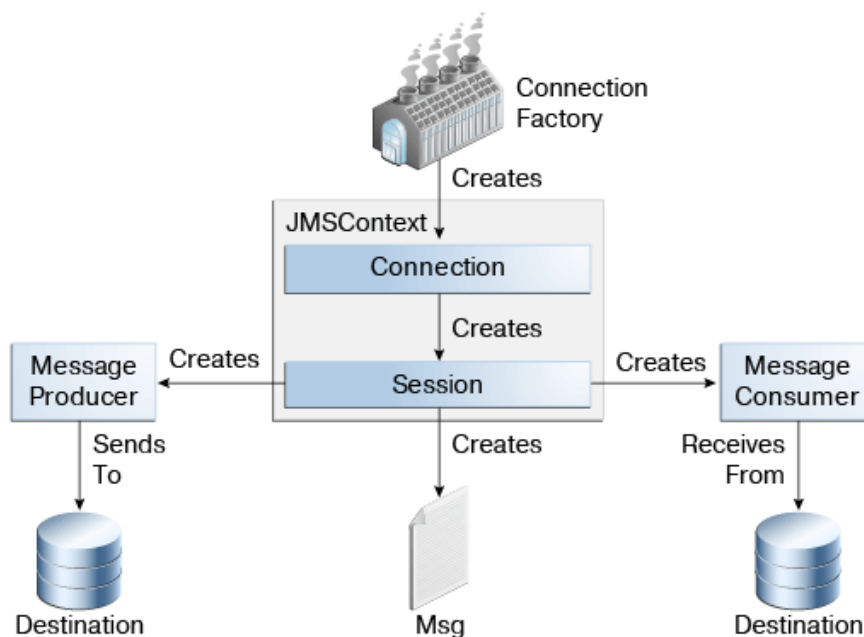 Connection
Factory
Creates
JMSContext
Connection
Creates
Message
Producer
Creates
Session
Creates
Message
Consumer
Sends
To
Creates
Receives
From
Destination
Msg
Destination